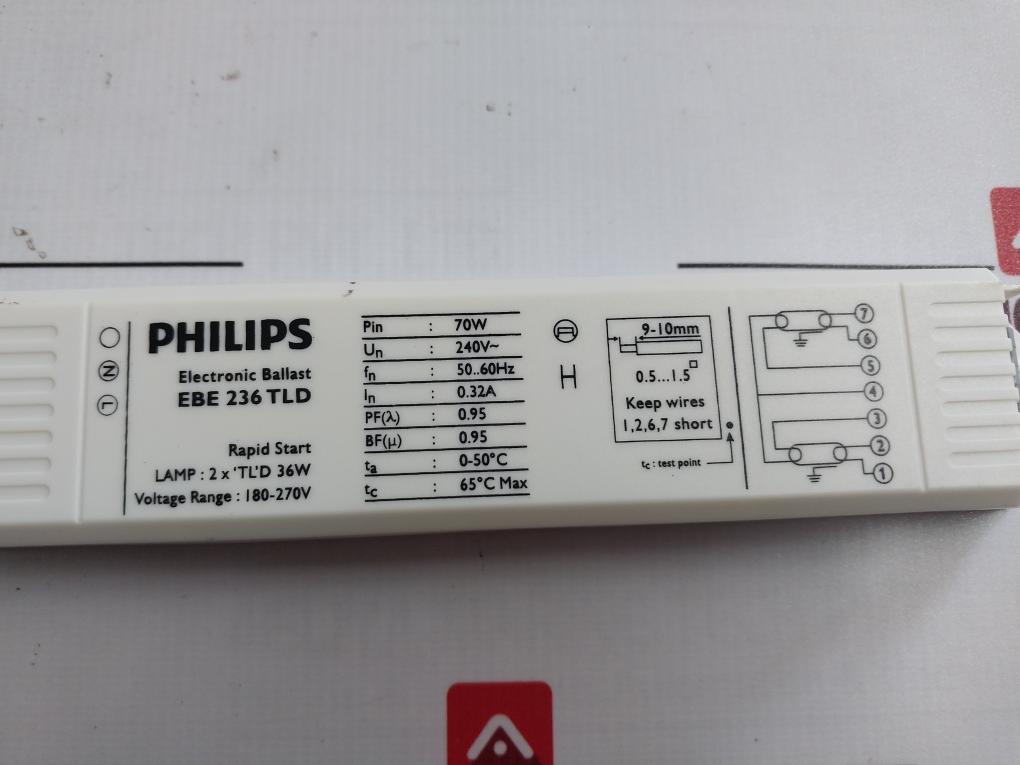 N
L
PHILIPS
Electronic Ballast
EBE 236 TLD
Rapid Start
LAMP : 2 x 'TL'D 36W
Voltage Range : 180-270V
Pin : 70W
Un : 240V~
fn : 50..60Hz
In : 0.32A
PF(λ) : 0.95
BF(μ) : 0.95
ta : 0-50°C
tc : 65°C Max
H
9-10mm
0.5...1.5□
Keep wires
1,2,6,7 short
tc : test point
7
6
5
4
3
2
1